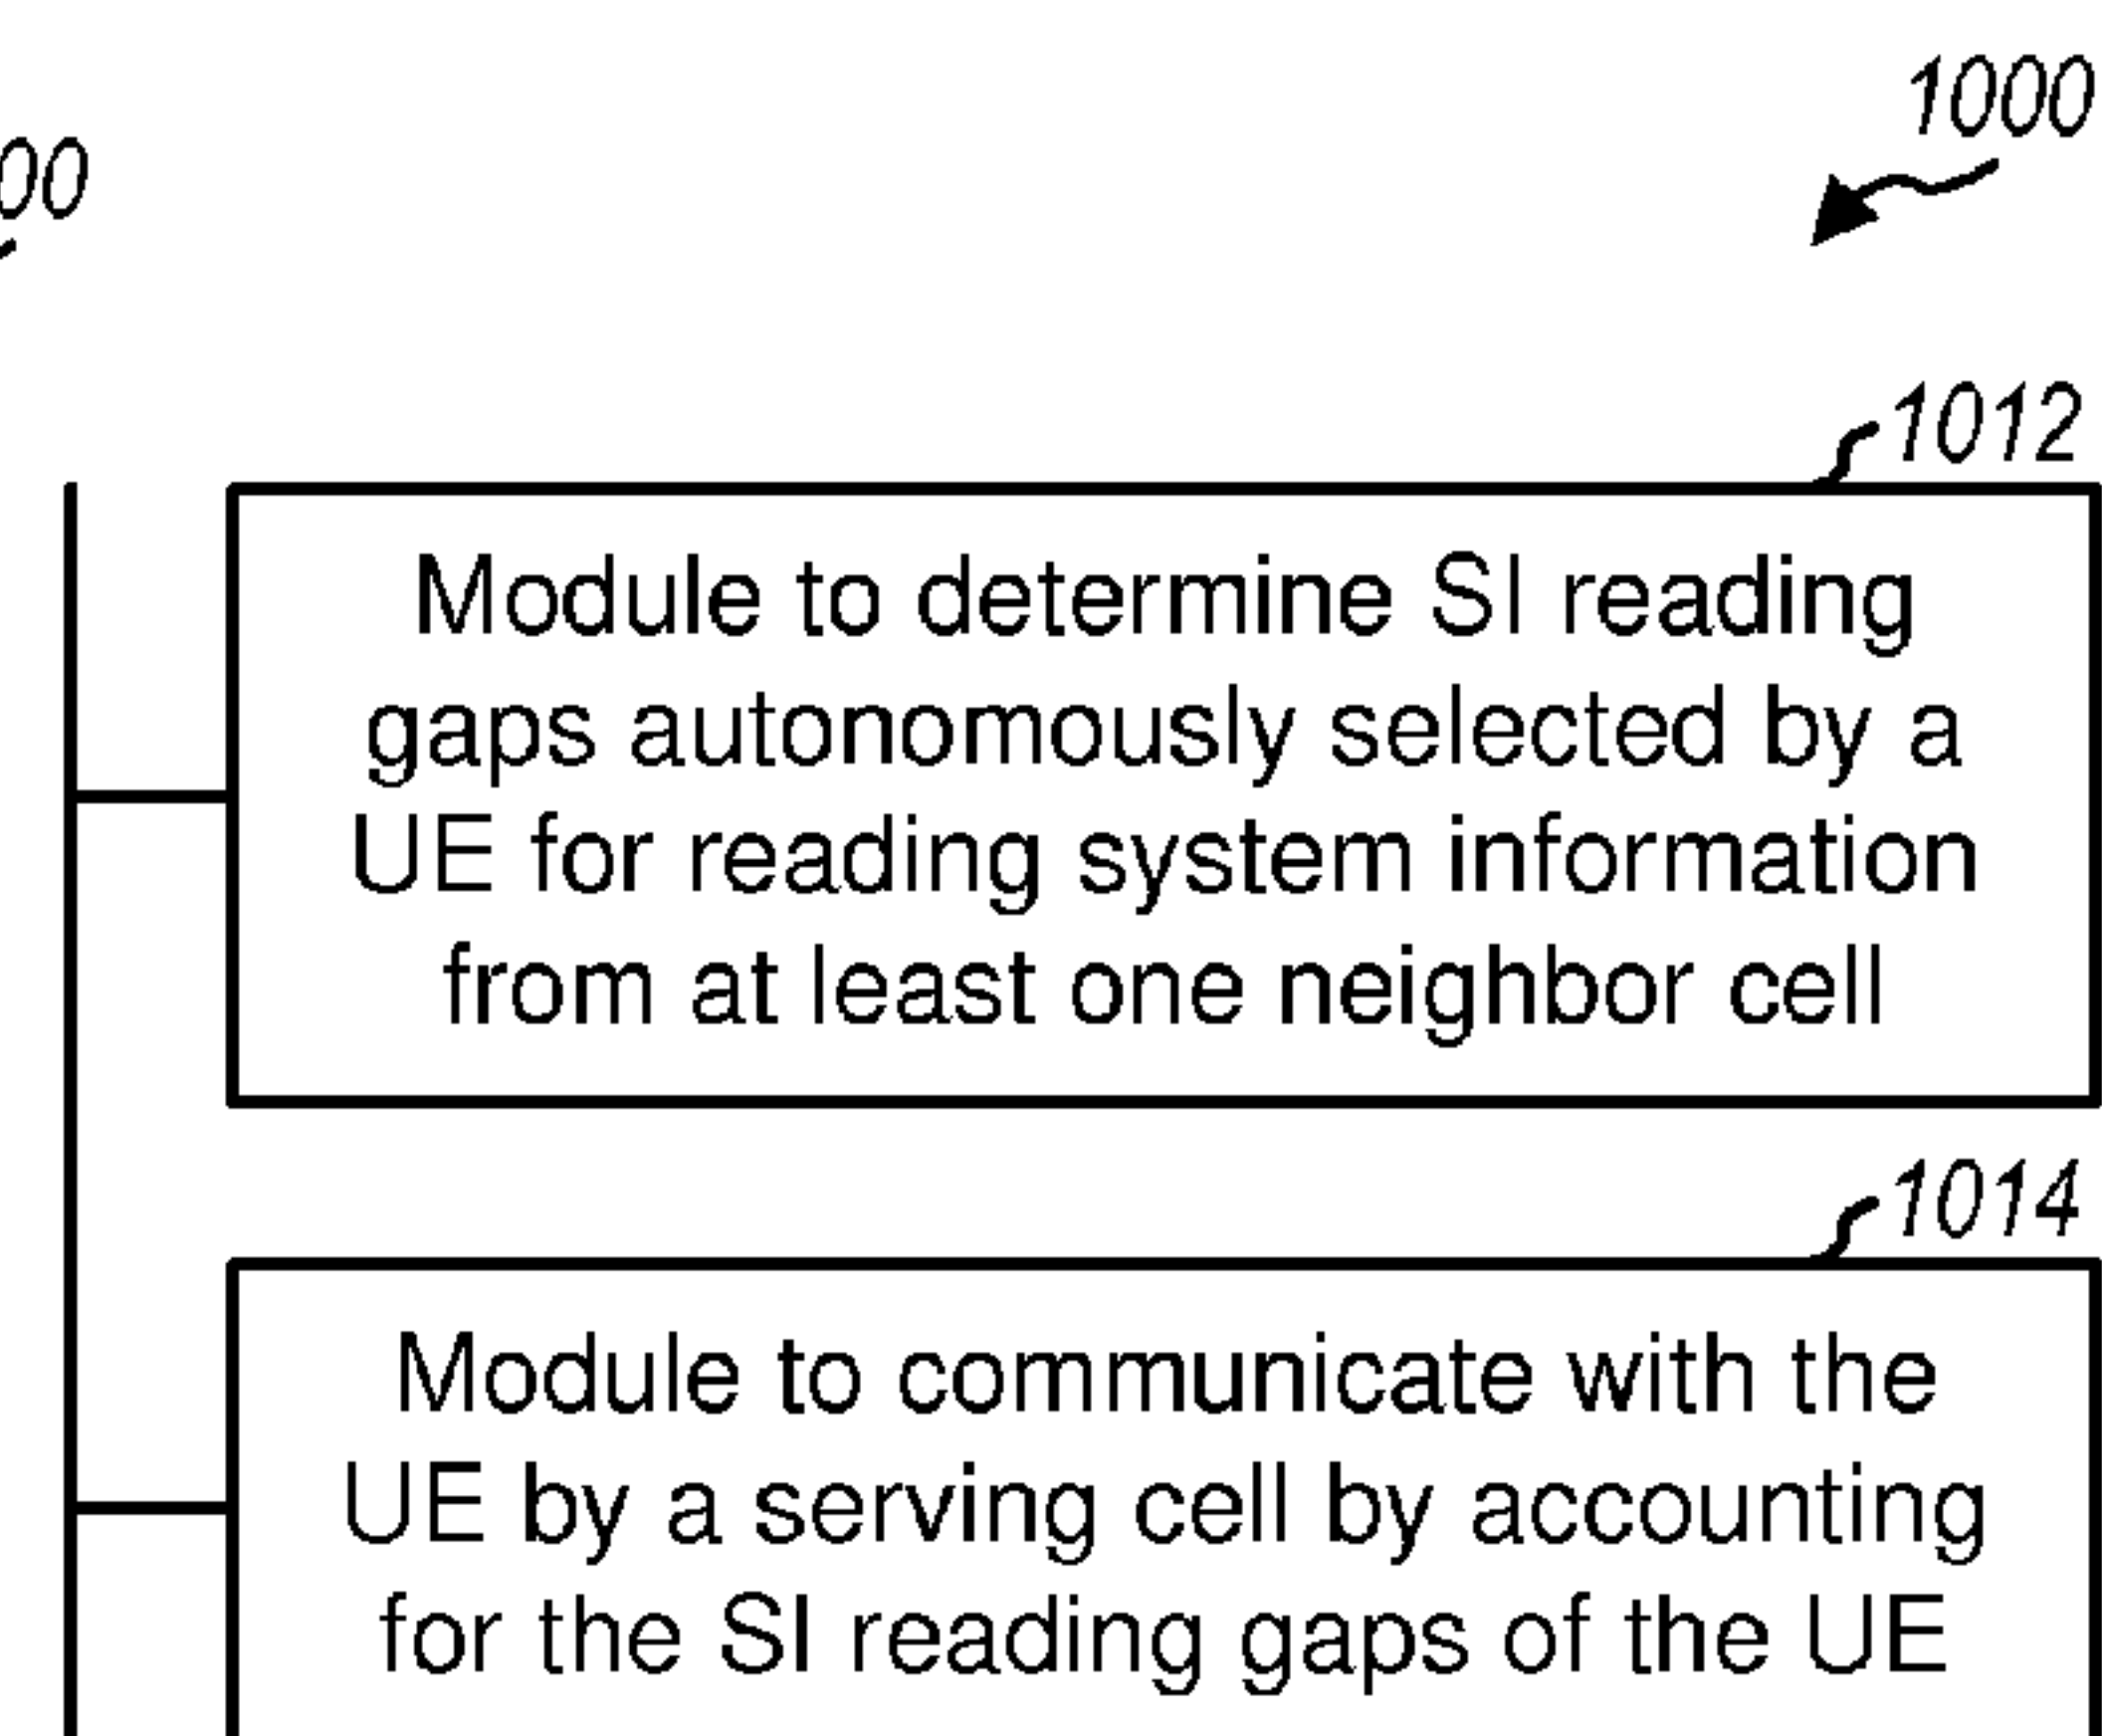 1000
00
1012
Module to determine SI reading
gaps autonomously selected by a
UE for reading system information
from at least one neighbor cell
1014
Module to communicate with the
UE by a serving cell by accounting
for the SI reading gaps of the UE